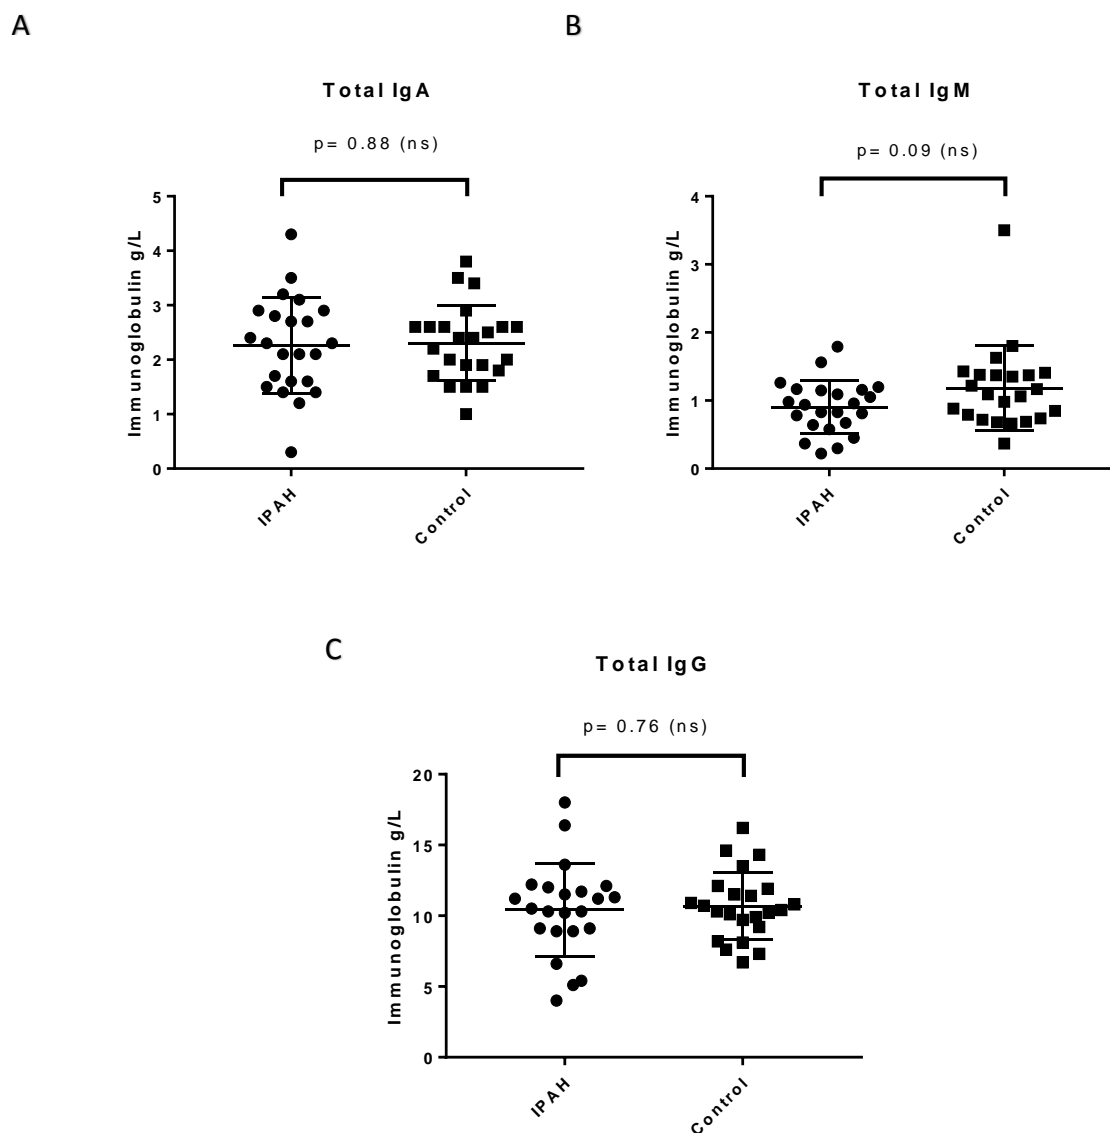 A
Total IgA
p= 0.88 (ns)
5
4
3
2
1
0
Immunoglobulin g/L
IPAH
Control
B
Total IgM
p= 0.09 (ns)
4
3
2
1
0
Immunoglobulin g/L
IPAH
Control
C
Total IgG
p= 0.76 (ns)
20
15
10
5
0
Immunoglobulin g/L
IPAH
Control